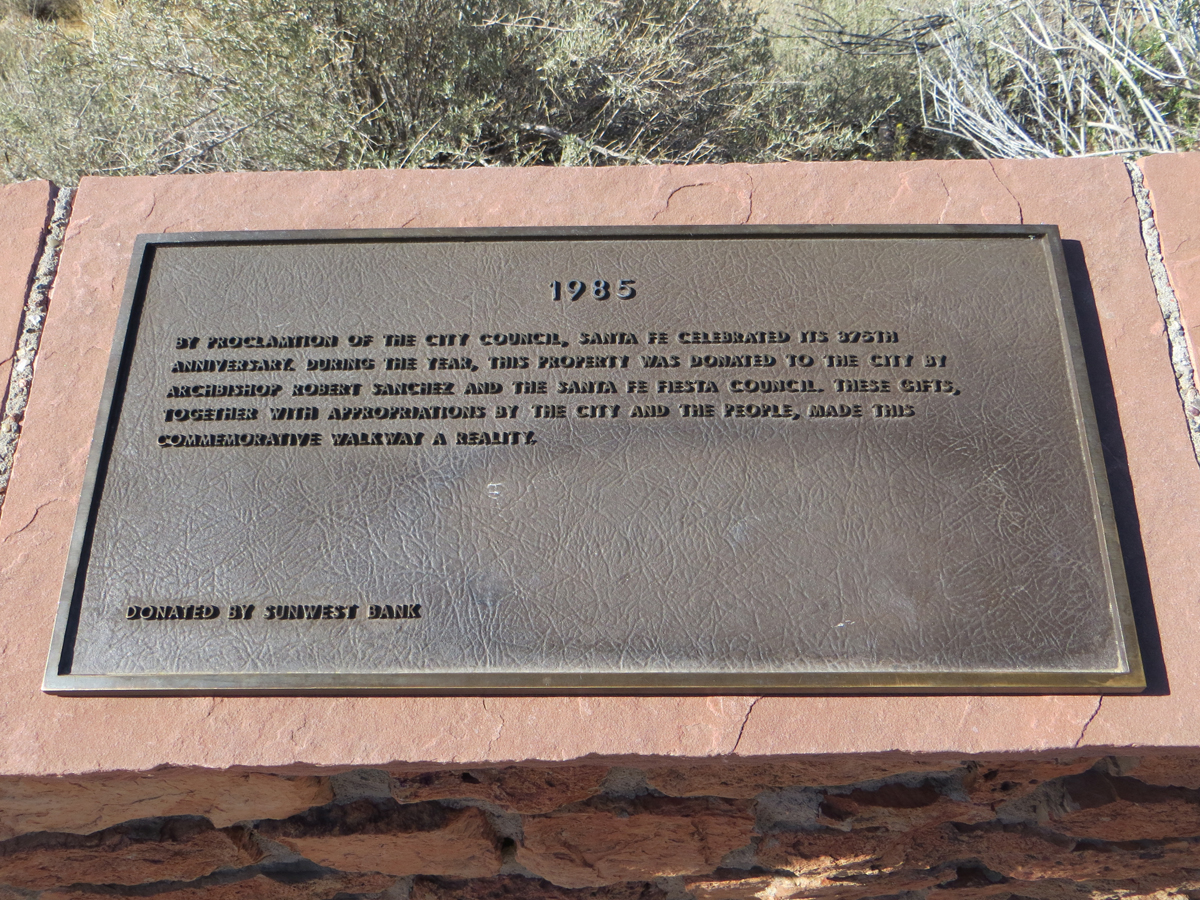 1985
BY PROCLAMATION OF THE CITY COUNCIL, SANTA FE CELEBRATED ITS 375TH
ANNIVERSARY. DURING THE YEAR, THIS PROPERTY WAS DONATED TO THE CITY BY
ARCHBISHOP ROBERT SANCHEZ AND THE SANTA FE FIESTA COUNCIL. THESE GIFTS,
TOGETHER WITH APPROPRIATIONS BY THE CITY AND THE PEOPLE, MADE THIS
COMMEMORATIVE WALKWAY A REALITY.
DONATED BY SUNWEST BANK